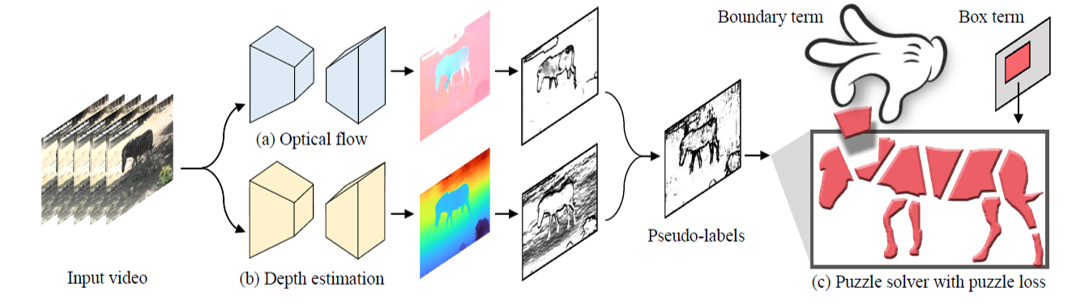 Boundary term
Box term
(a) Optical flow
Pseudo-labels
Input video
(b) Depth estimation
(c) Puzzle solver with puzzle loss